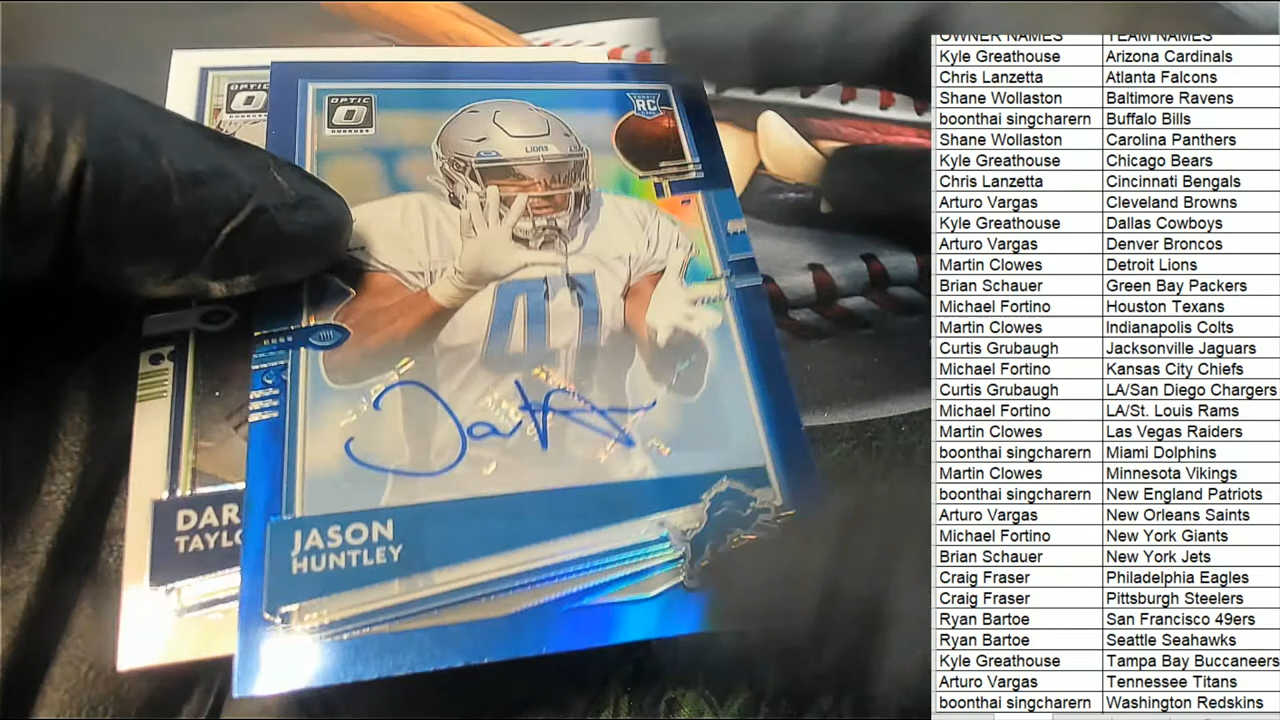 OPTIC
DONRUSS
RC
LIONS
41
JASON
HUNTLEY
OPTIC
DAR
TAYLO
OWNER NAMES TEAM NAMES
Kyle Greathouse Arizona Cardinals
Chris Lanzetta Atlanta Falcons
Shane Wollaston Baltimore Ravens
boonthai singcharern Buffalo Bills
Shane Wollaston Carolina Panthers
Kyle Greathouse Chicago Bears
Chris Lanzetta Cincinnati Bengals
Arturo Vargas Cleveland Browns
Kyle Greathouse Dallas Cowboys
Arturo Vargas Denver Broncos
Martin Clowes Detroit Lions
Brian Schauer Green Bay Packers
Michael Fortino Houston Texans
Martin Clowes Indianapolis Colts
Curtis Grubaugh Jacksonville Jaguars
Michael Fortino Kansas City Chiefs
Curtis Grubaugh LA/San Diego Chargers
Michael Fortino LA/St. Louis Rams
Martin Clowes Las Vegas Raiders
boonthai singcharern Miami Dolphins
Martin Clowes Minnesota Vikings
boonthai singcharern New England Patriots
Arturo Vargas New Orleans Saints
Michael Fortino New York Giants
Brian Schauer New York Jets
Craig Fraser Philadelphia Eagles
Craig Fraser Pittsburgh Steelers
Ryan Bartoe San Francisco 49ers
Ryan Bartoe Seattle Seahawks
Kyle Greathouse Tampa Bay Buccaneers
Arturo Vargas Tennessee Titans
boonthai singcharern Washington Redskins